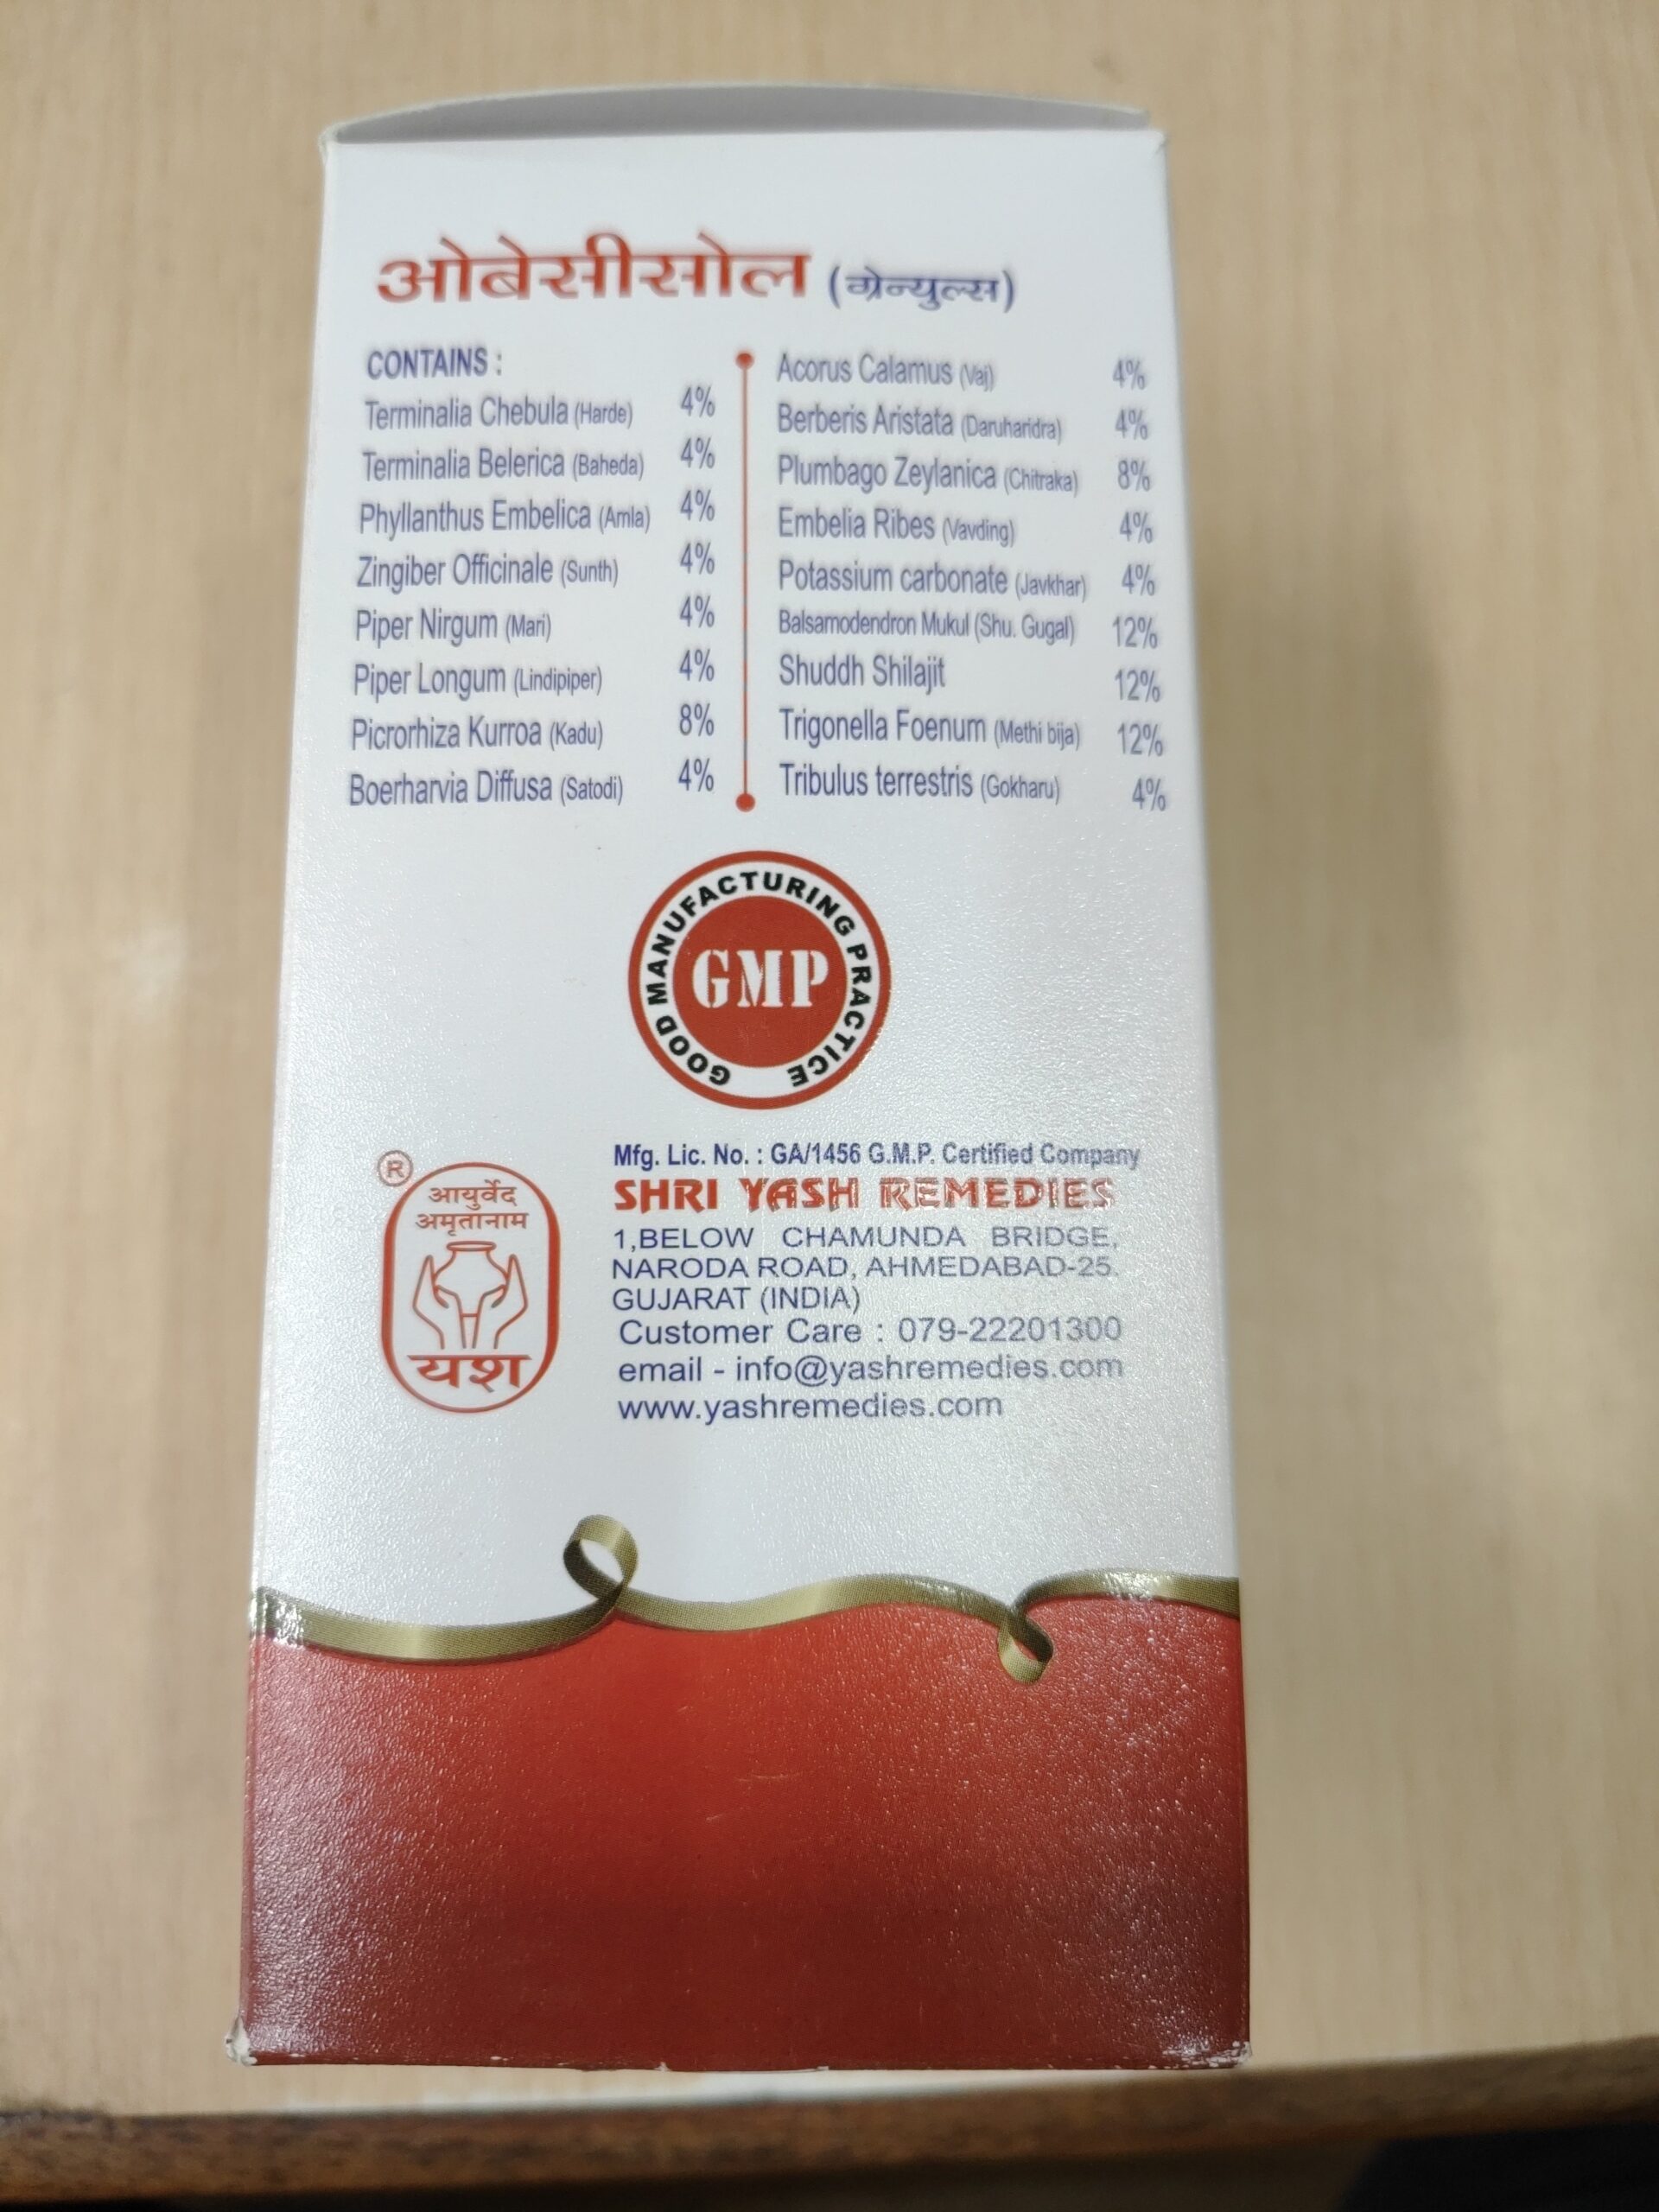 ओबेसीसोल (ग्रेन्युल्स)
CONTAINS :
Terminalia Chebula (Harde) 4%
Terminalia Belerica (Baheda) 4%
Phyllanthus Embelica (Amla) 4%
Zingiber Officinale (Sunth) 4%
Piper Nirgum (Mari) 4%
Piper Longum (Lindipiper) 4%
Picrorhiza Kurroa (Kadu) 8%
Boerharvia Diffusa (Satodi) 4%
Acorus Calamus (Vaj) 4%
Berberis Aristata (Daruharidra) 4%
Plumbago Zeylanica (Chitraka) 8%
Embelia Ribes (Vavding) 4%
Potassium carbonate (Javkhar) 4%
Balsamodendron Mukul (Shu. Gugal) 12%
Shuddh Shilajit 12%
Trigonella Foenum (Methi bija) 12%
Tribulus terrestris (Gokharu) 4%
GOOD MANUFACTURING PRACTICE
GMP
®
आयुर्वेद
अमृतानाम
यश
Mfg. Lic. No. : GA/1456 G.M.P. Certified Company
SHRI YASH REMEDIES
1,BELOW CHAMUNDA BRIDGE,
NARODA ROAD, AHMEDABAD-25.
GUJARAT (INDIA)
Customer Care : 079-22201300
email - info@yashremedies.com
www.yashremedies.com